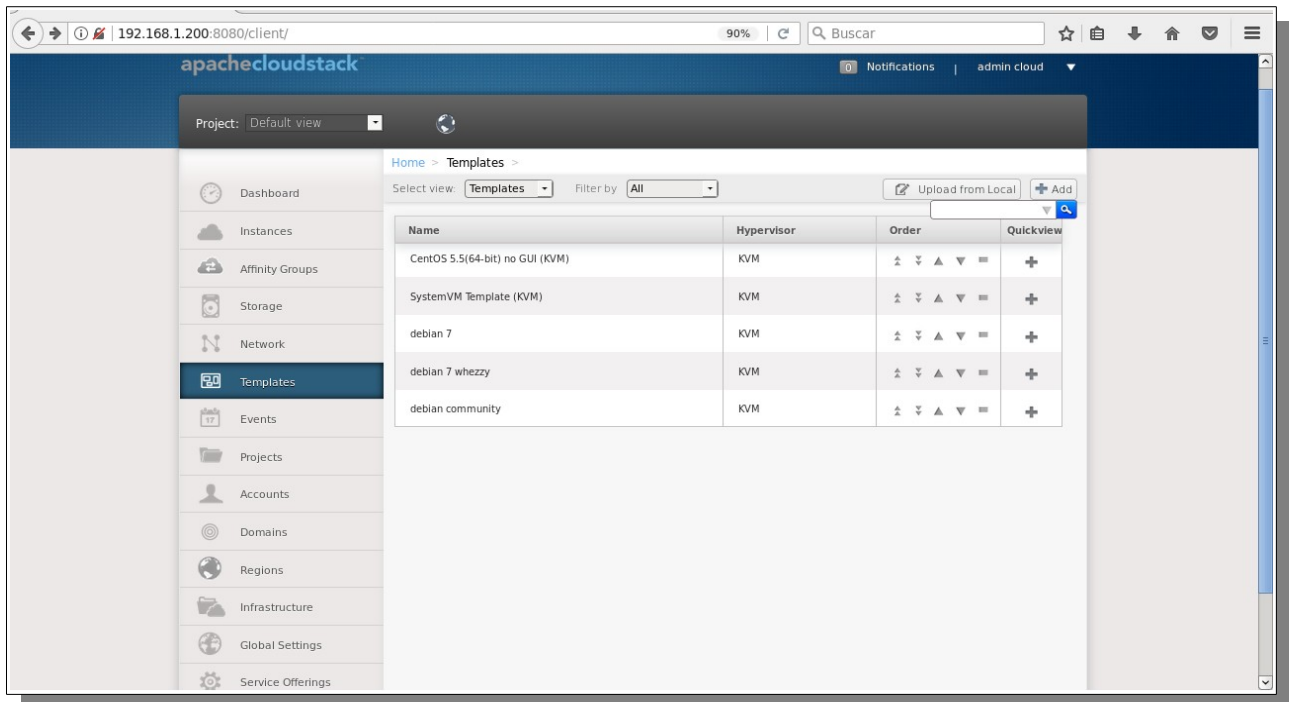 192.168.1.200:8080/client/ 90% Buscar
apachecloudstack
0 Notifications | admin cloud
Project: Default view
Home > Templates >
Select view: Templates Filter by All Upload from Local Add
Name Hypervisor Order Quickview
CentOS 5.5(64-bit) no GUI (KVM) KVM
SystemVM Template (KVM) KVM
debian 7 KVM
debian 7 whezzy KVM
debian community KVM
Dashboard
Instances
Affinity Groups
Storage
Network
Templates
17 Events
Projects
Accounts
Domains
Regions
Infrastructure
Global Settings
Service Offerings